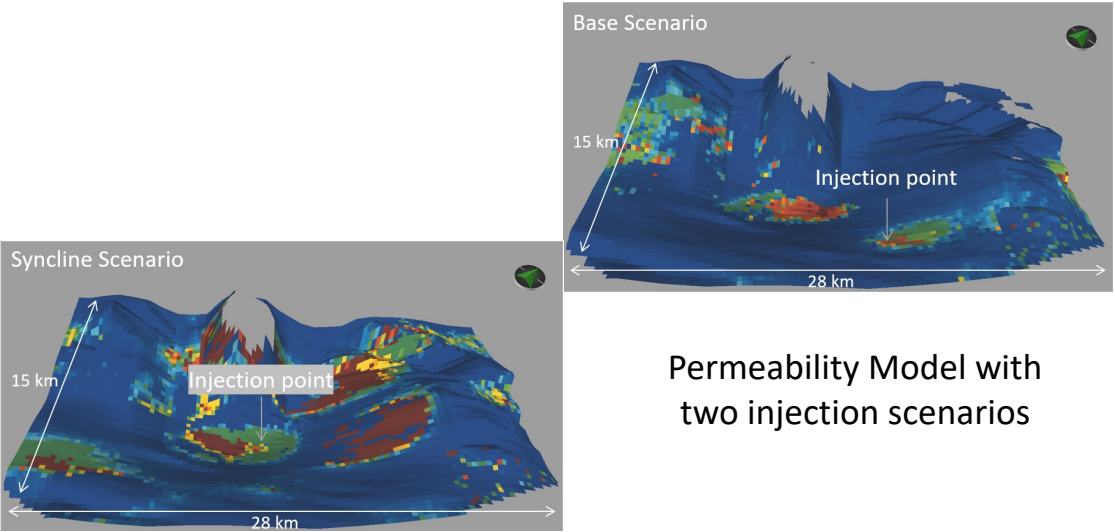 Base Scenario
15 km
Injection point
28 km
Syncline Scenario
15 km
Injection point
28 km
Permeability Model with
two injection scenarios